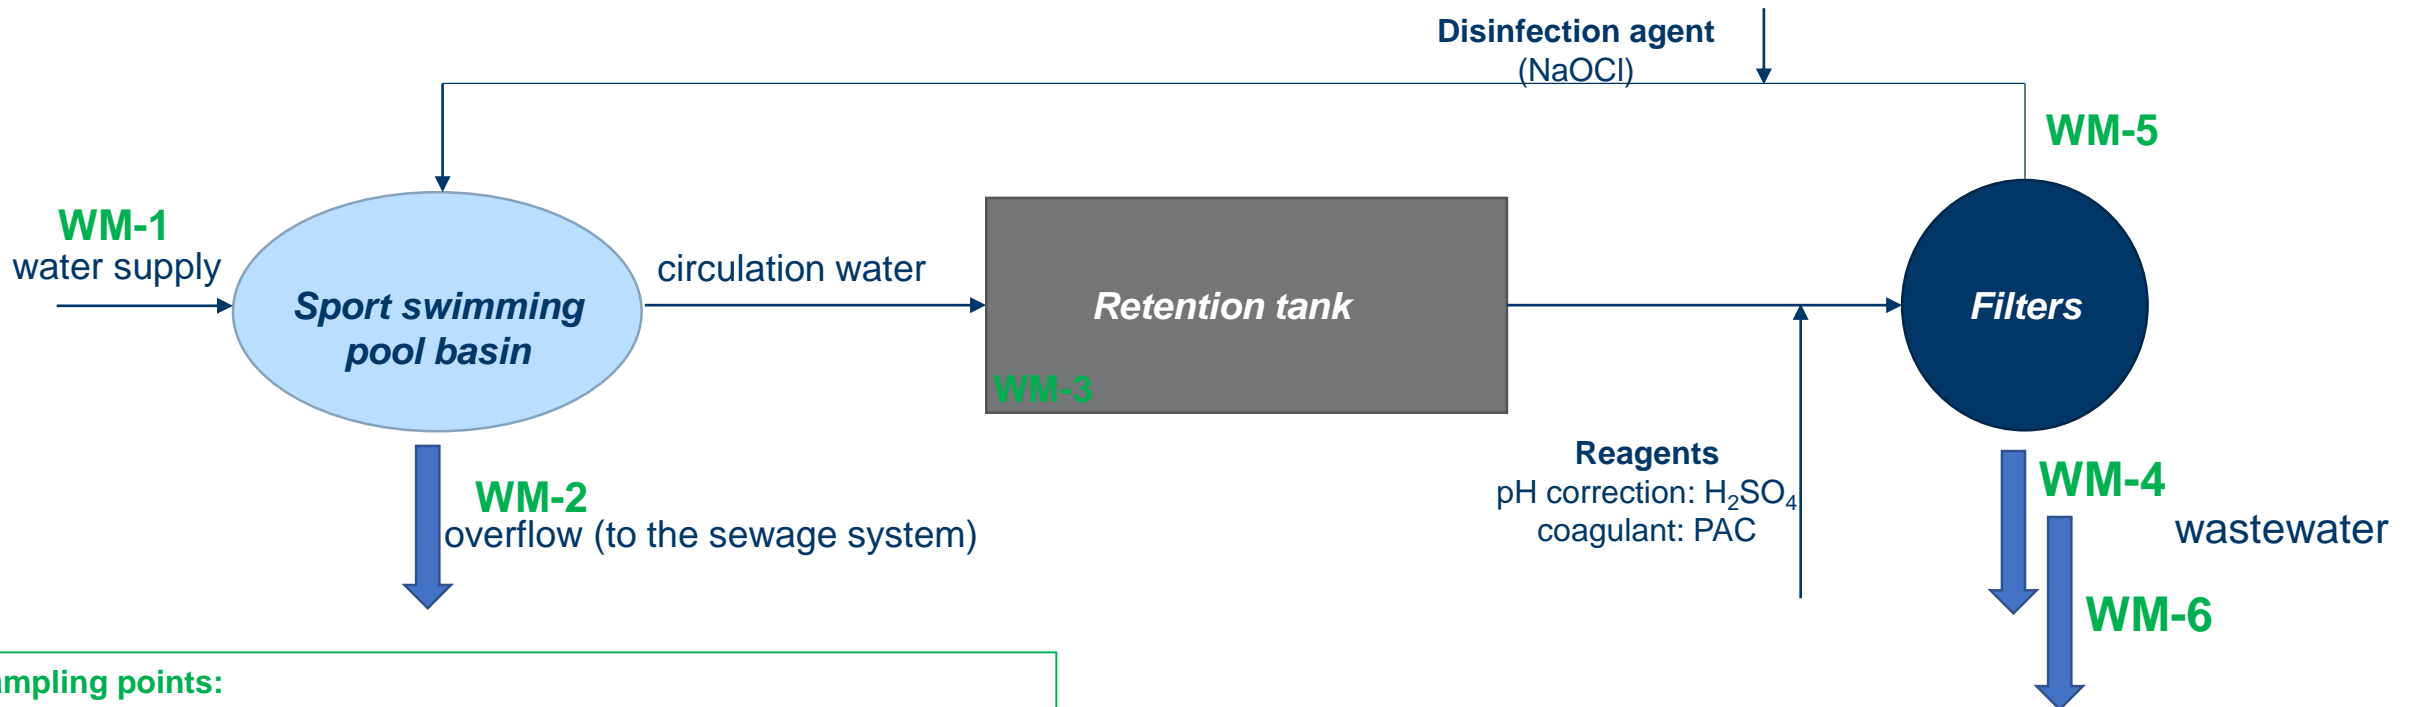 Disinfection agent
(NaOCl)
WM-5
WM-1
water supply
circulation water
Sport swimming
pool basin
Retention tank
Filters
WM-3
Reagents
pH correction: H₂SO₄
coagulant: PAC
WM-2
overflow (to the sewage system)
WM-4
wastewater
WM-6
ampling points: